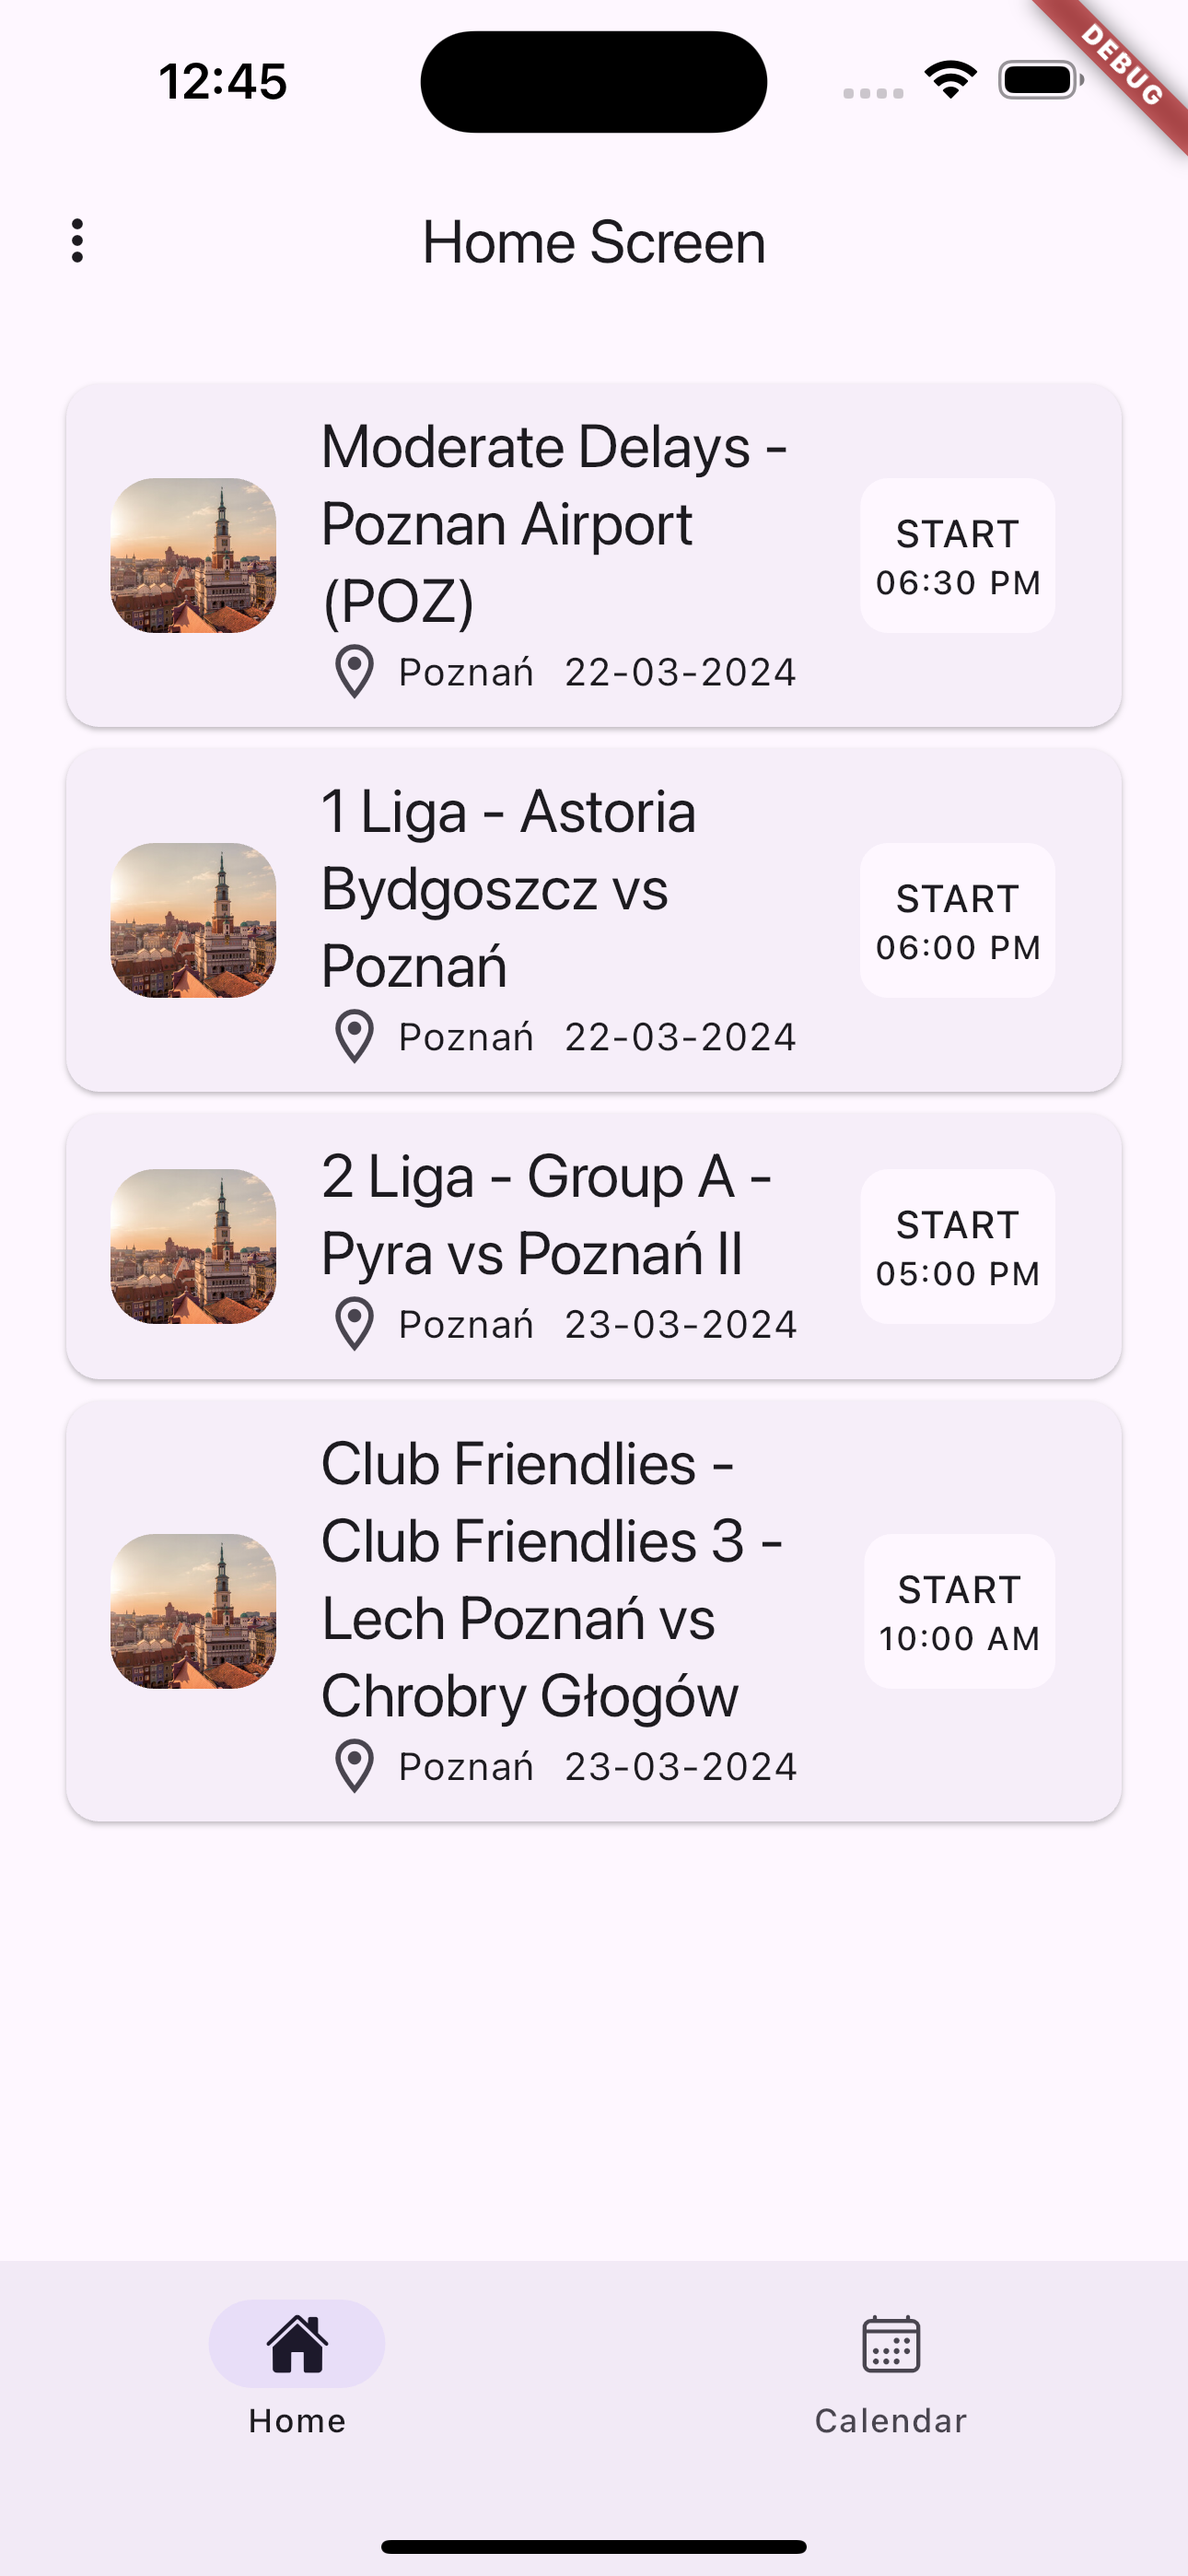 12:45
DEBUG
Home Screen
Moderate Delays -
Poznan Airport
(POZ)
Poznań 22-03-2024
START
06:30 PM
1 Liga - Astoria
Bydgoszcz vs
Poznań
Poznań 22-03-2024
START
06:00 PM
2 Liga - Group A -
Pyra vs Poznań II
Poznań 23-03-2024
START
05:00 PM
Club Friendlies -
Club Friendlies 3 -
Lech Poznań vs
Chrobry Głogów
Poznań 23-03-2024
START
10:00 AM
Home
Calendar